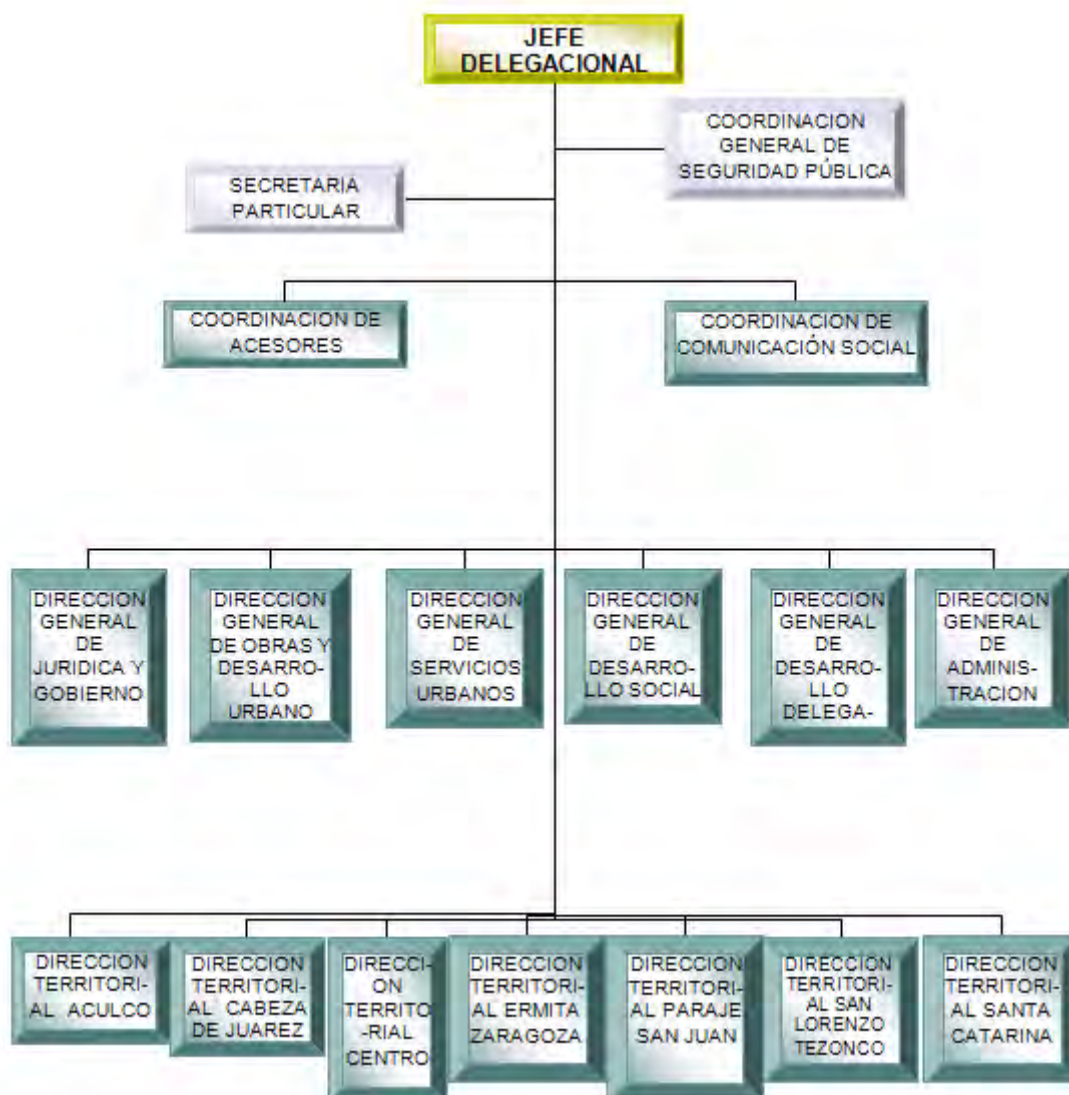 JEFE
DELEGACIONAL
COORDINACION
GENERAL DE
SEGURIDAD PÚBLICA
SECRETARIA
PARTICULAR
COORDINACION DE
ACESORES
COORDINACION DE
COMUNICACIÓN SOCIAL
DIRECCION
GENERAL
DE
JURIDICA Y
GOBIERNO
DIRECCION
GENERAL
DE OBRAS Y
DESARRO-
LLO
URBANO
DIRECCION
GENERAL
DE
SERVICIOS
URBANOS
DIRECCION
GENERAL
DE
DESARRO-
LLO SOCIAL
DIRECCION
GENERAL
DE
DESARRO-
LLO
DELEGA-
DIRECCION
GENERAL
DE
ADMINIS-
TRACION
DIRECCION
TERRITORI-
AL ACULCO
DIRECCION
TERRITORI-
AL CABEZA
DE JUAREZ
DIRECCI-
ON
TERRITO
-RIAL
CENTRO
DIRECCION
TERRITORI-
AL ERMITA
ZARAGOZA
DIRECCION
TERRITORI-
AL PARAJE
SAN JUAN
DIRECCION
TERRITORI-
AL SAN
LORENZO
TEZONCO
DIRECCION
TERRITORI-
AL SANTA
CATARINA